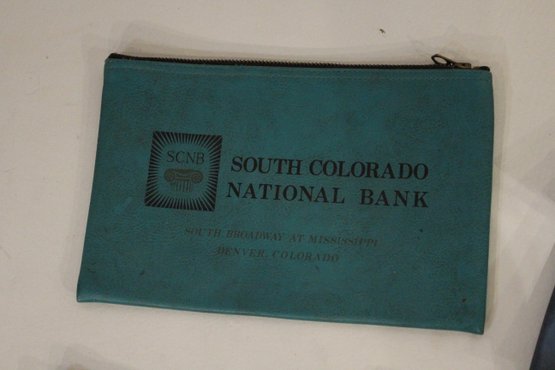 SCNB
SOUTH COLORADO
NATIONAL BANK
SOUTH BROADWAY AT MISSISSIPPI
DENVER, COLORADO